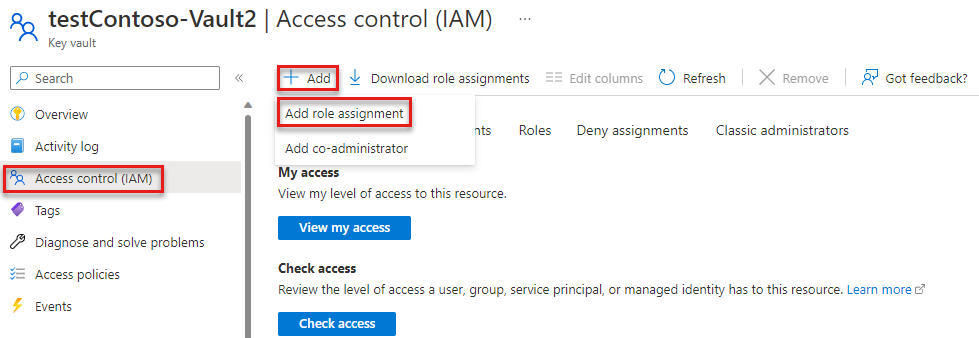 testContoso-Vault2 | Access control (IAM) ...
Key vault
Search
«
Add
Download role assignments
Edit columns
Refresh
Remove
Got feedback?
Add role assignment
Add co-administrator
nts
Roles
Deny assignments
Classic administrators
Overview
Activity log
Access control (IAM)
Tags
Diagnose and solve problems
Access policies
Events
My access
View my level of access to this resource.
View my access
Check access
Review the level of access a user, group, service principal, or managed identity has to this resource. Learn more
Check access